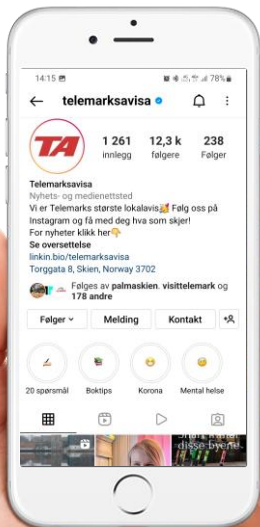 14:15 78%
telemarksavisa
TA
1 261 12,3 k 238
innlegg følgere Følger
Telemarksavisa
Nyhets- og medienettsted
Vi er Telemarks største lokalavis🥳 Følg oss på
Instagram og få med deg hva som skjer!
For nyheter klikk her👇
Se oversettelse
linkin.bio/telemarksavisa
Torggata 8, Skien, Norway 3702
Følges av palmaskien, visittelemark og
178 andre
Følger Melding Kontakt
20 spørsmål Boktips Korona Mental helse
disse byene